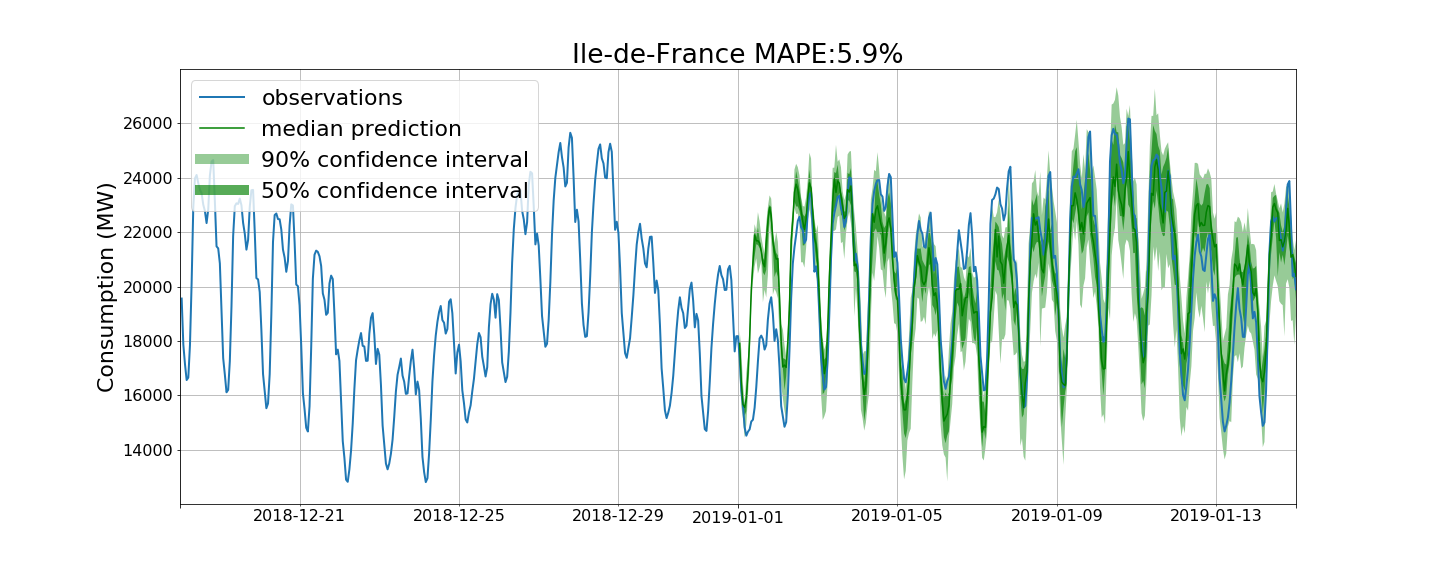 Ile-de-France MAPE:5.9%
observations
median prediction
90% confidence interval
50% confidence interval
Consumption (MW)
26000
24000
22000
20000
18000
16000
14000
2018-12-21 2018-12-25 2018-12-29 2019-01-01 2019-01-05 2019-01-09 2019-01-13